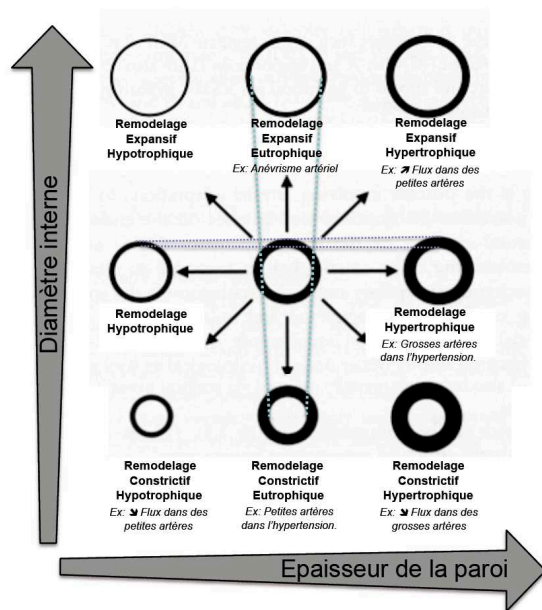 Diamètre interne
Remodelage
Expansif
Hypotrophique
Remodelage
Expansif
Eutrophique
Ex: Anévrisme artériel
Remodelage
Expansif
Hypertrophique
Ex: ↗ Flux dans des
petites artères
Remodelage
Hypotrophique
Remodelage
Hypertrophique
Ex: Grosses artères
dans l'hypertension.
Remodelage
Constrictif
Hypotrophique
Ex: ↘ Flux dans des
petites artères
Remodelage
Constrictif
Eutrophique
Ex: Petites artères
dans l'hypertension.
Remodelage
Constrictif
Hypertrophique
Ex: ↘ Flux dans des
grosses artères
Epaisseur de la paroi